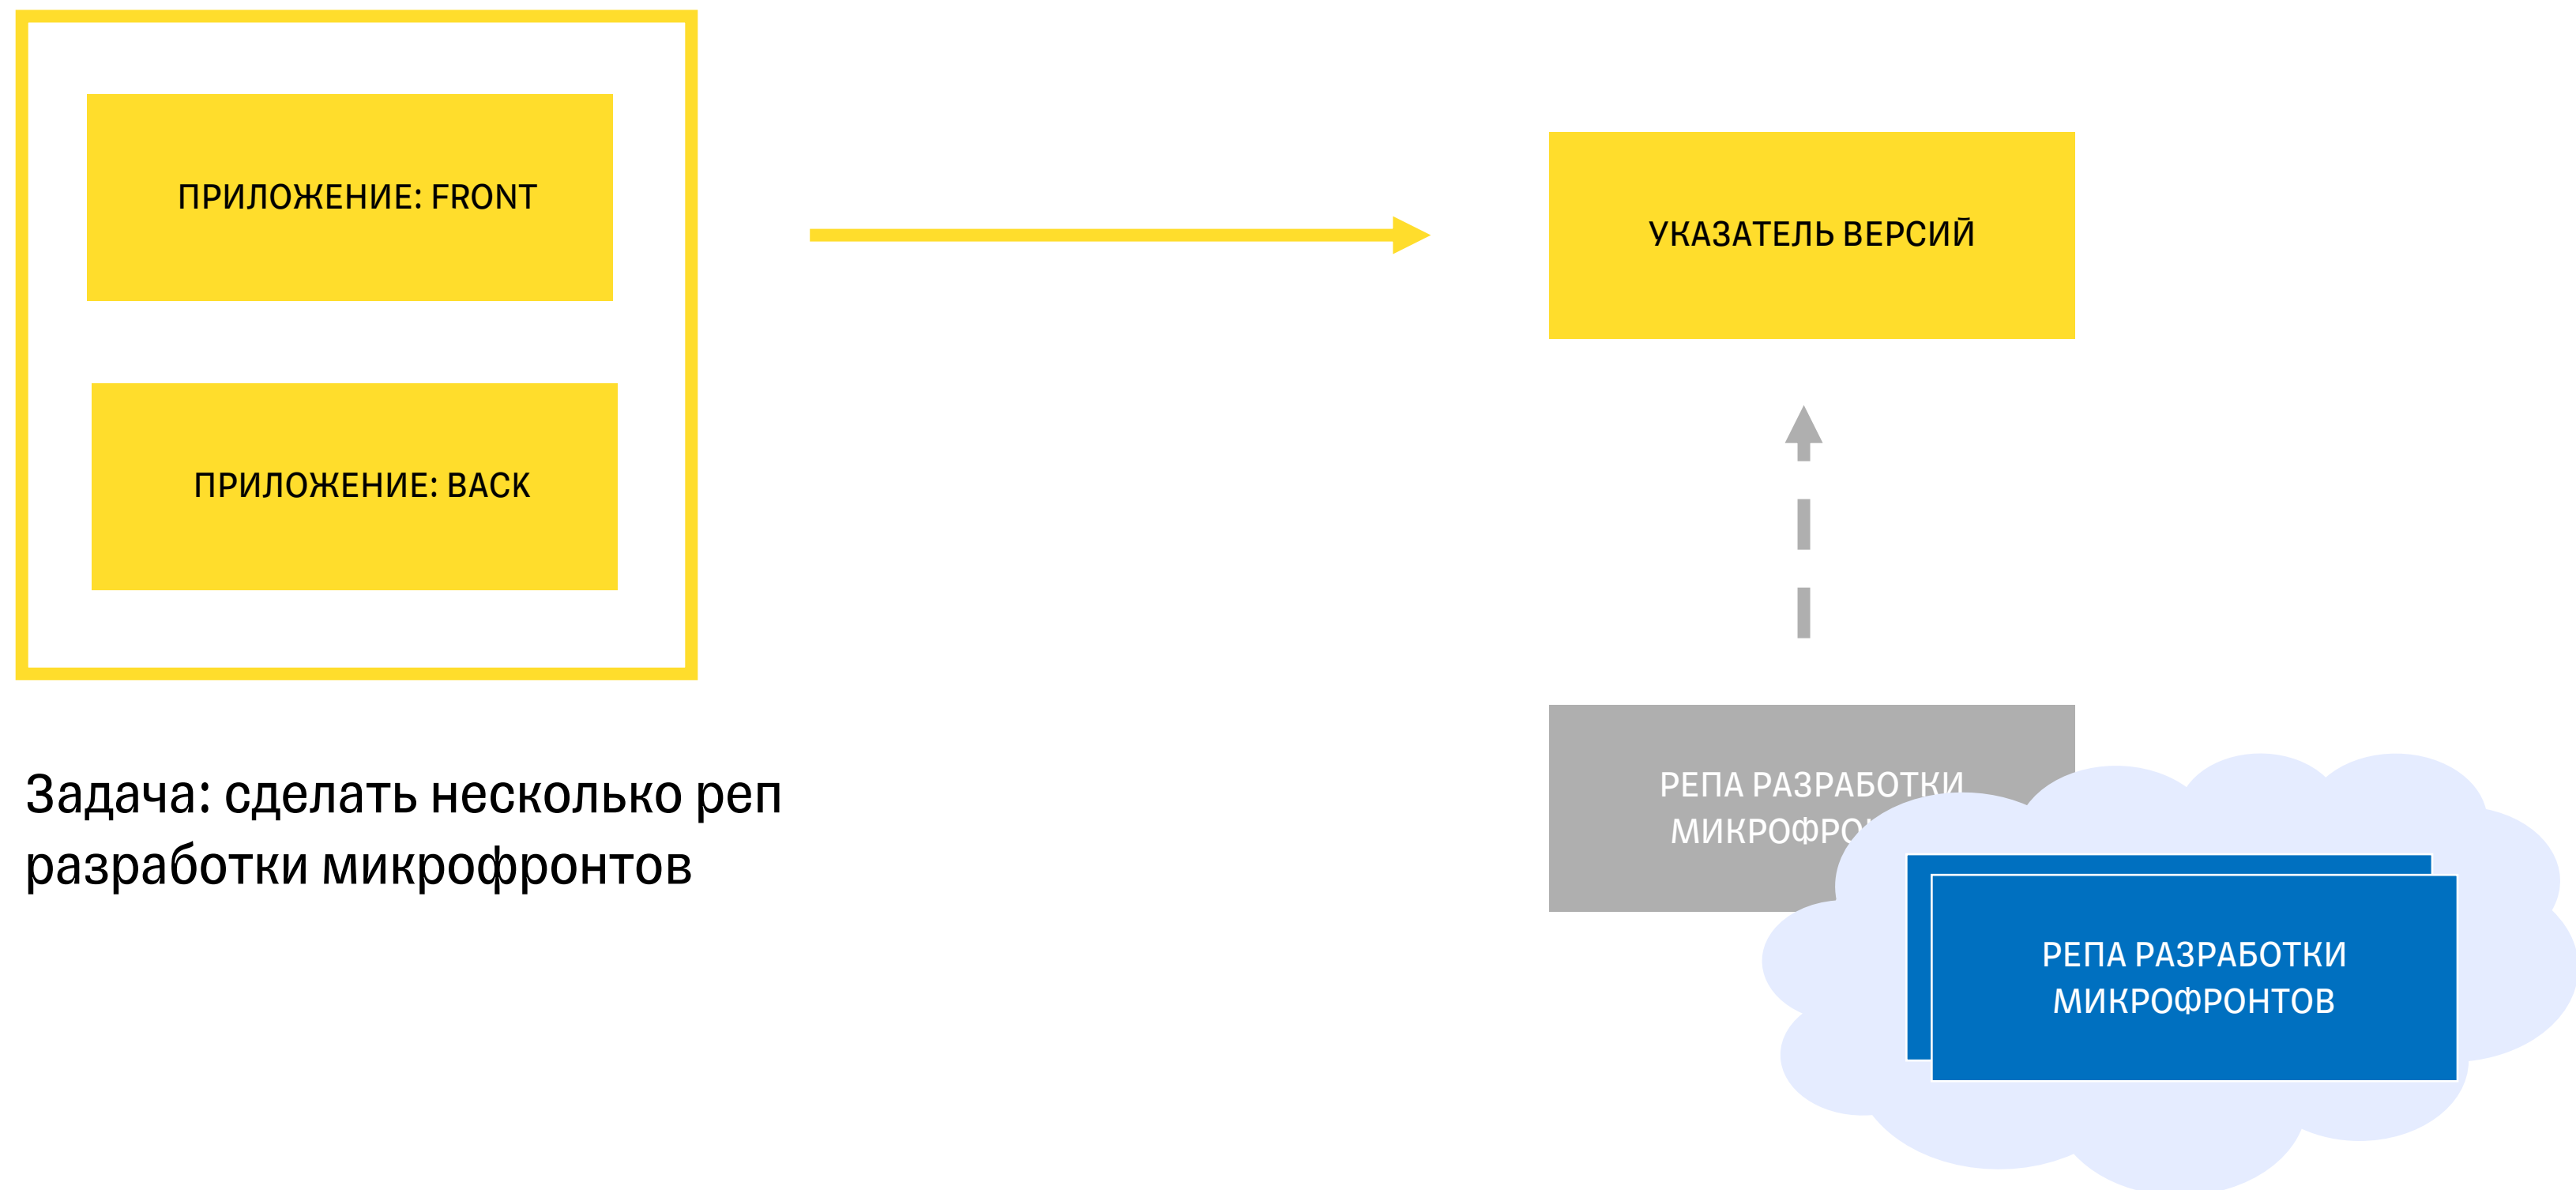 ПРИЛОЖЕНИЕ: FRONT
ПРИЛОЖЕНИЕ: BACK
УКАЗАТЕЛЬ ВЕРСИЙ
Задача: сделать несколько реп
разработки микрофронтов
РЕПА РАЗРАБОТКИ
РЕПА РАЗРАБОТКИ
МИКРОФРОНТОВ